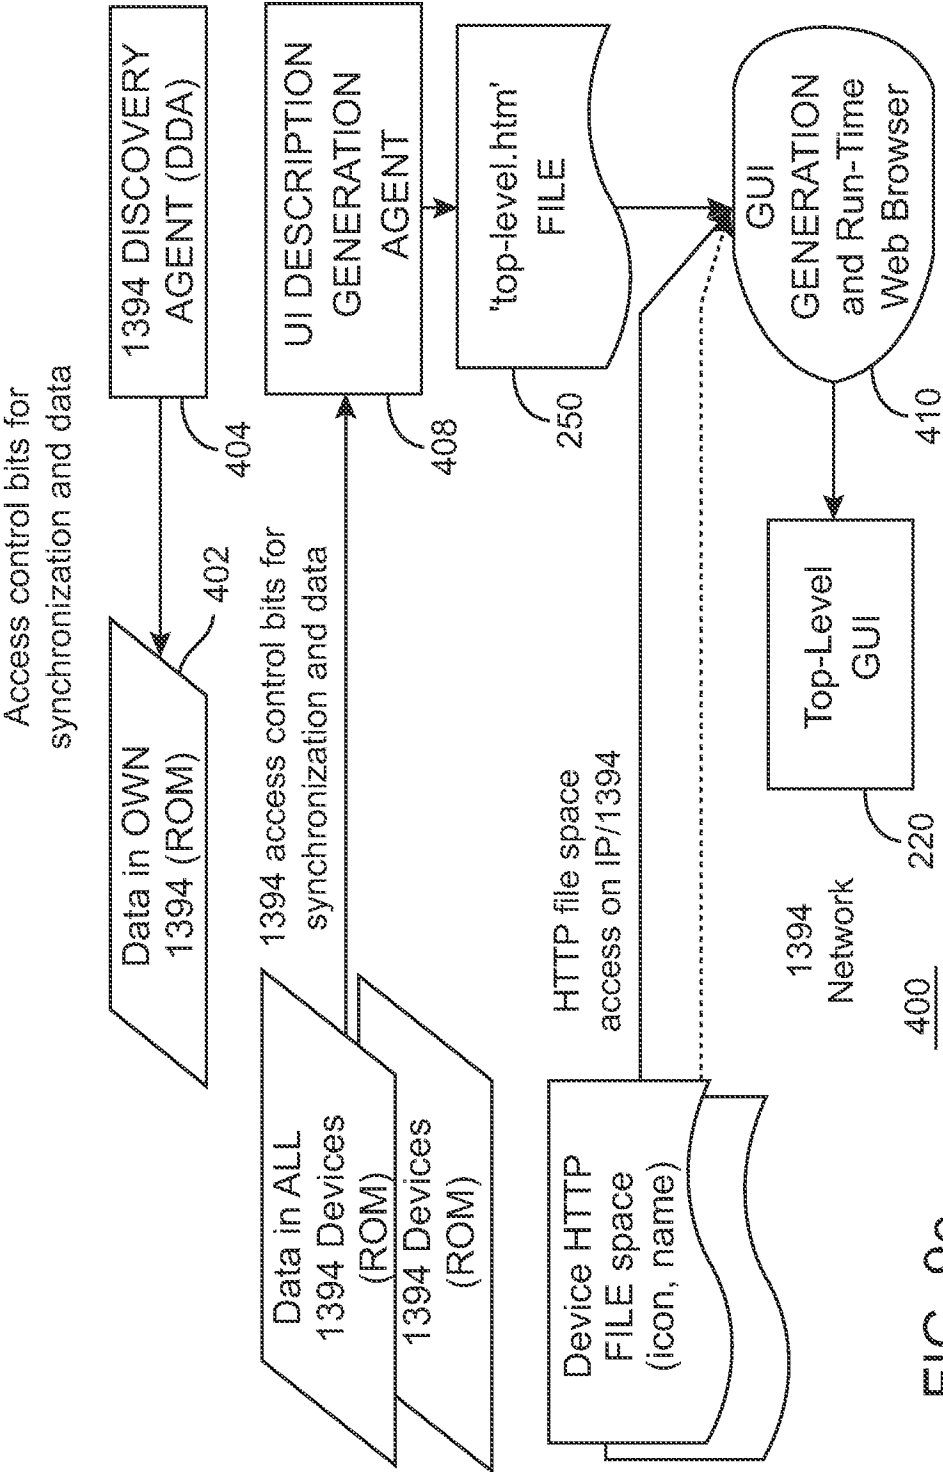 Access control bits for
synchronization and data
Data in OWN
1394 (ROM)
402
1394 DISCOVERY
AGENT (DDA)
404
Data in ALL
1394 Devices
(ROM)
1394 Devices
(ROM)
1394 access control bits for
synchronization and data
UI DESCRIPTION
GENERATION
AGENT
408
'top-level.htm'
FILE
250
Device HTTP
FILE space
(icon, name)
HTTP file space
access on IP/1394
GUI
GENERATION
and Run-Time
Web Browser
410
Top-Level
GUI
220
1394
Network
400
FIG.